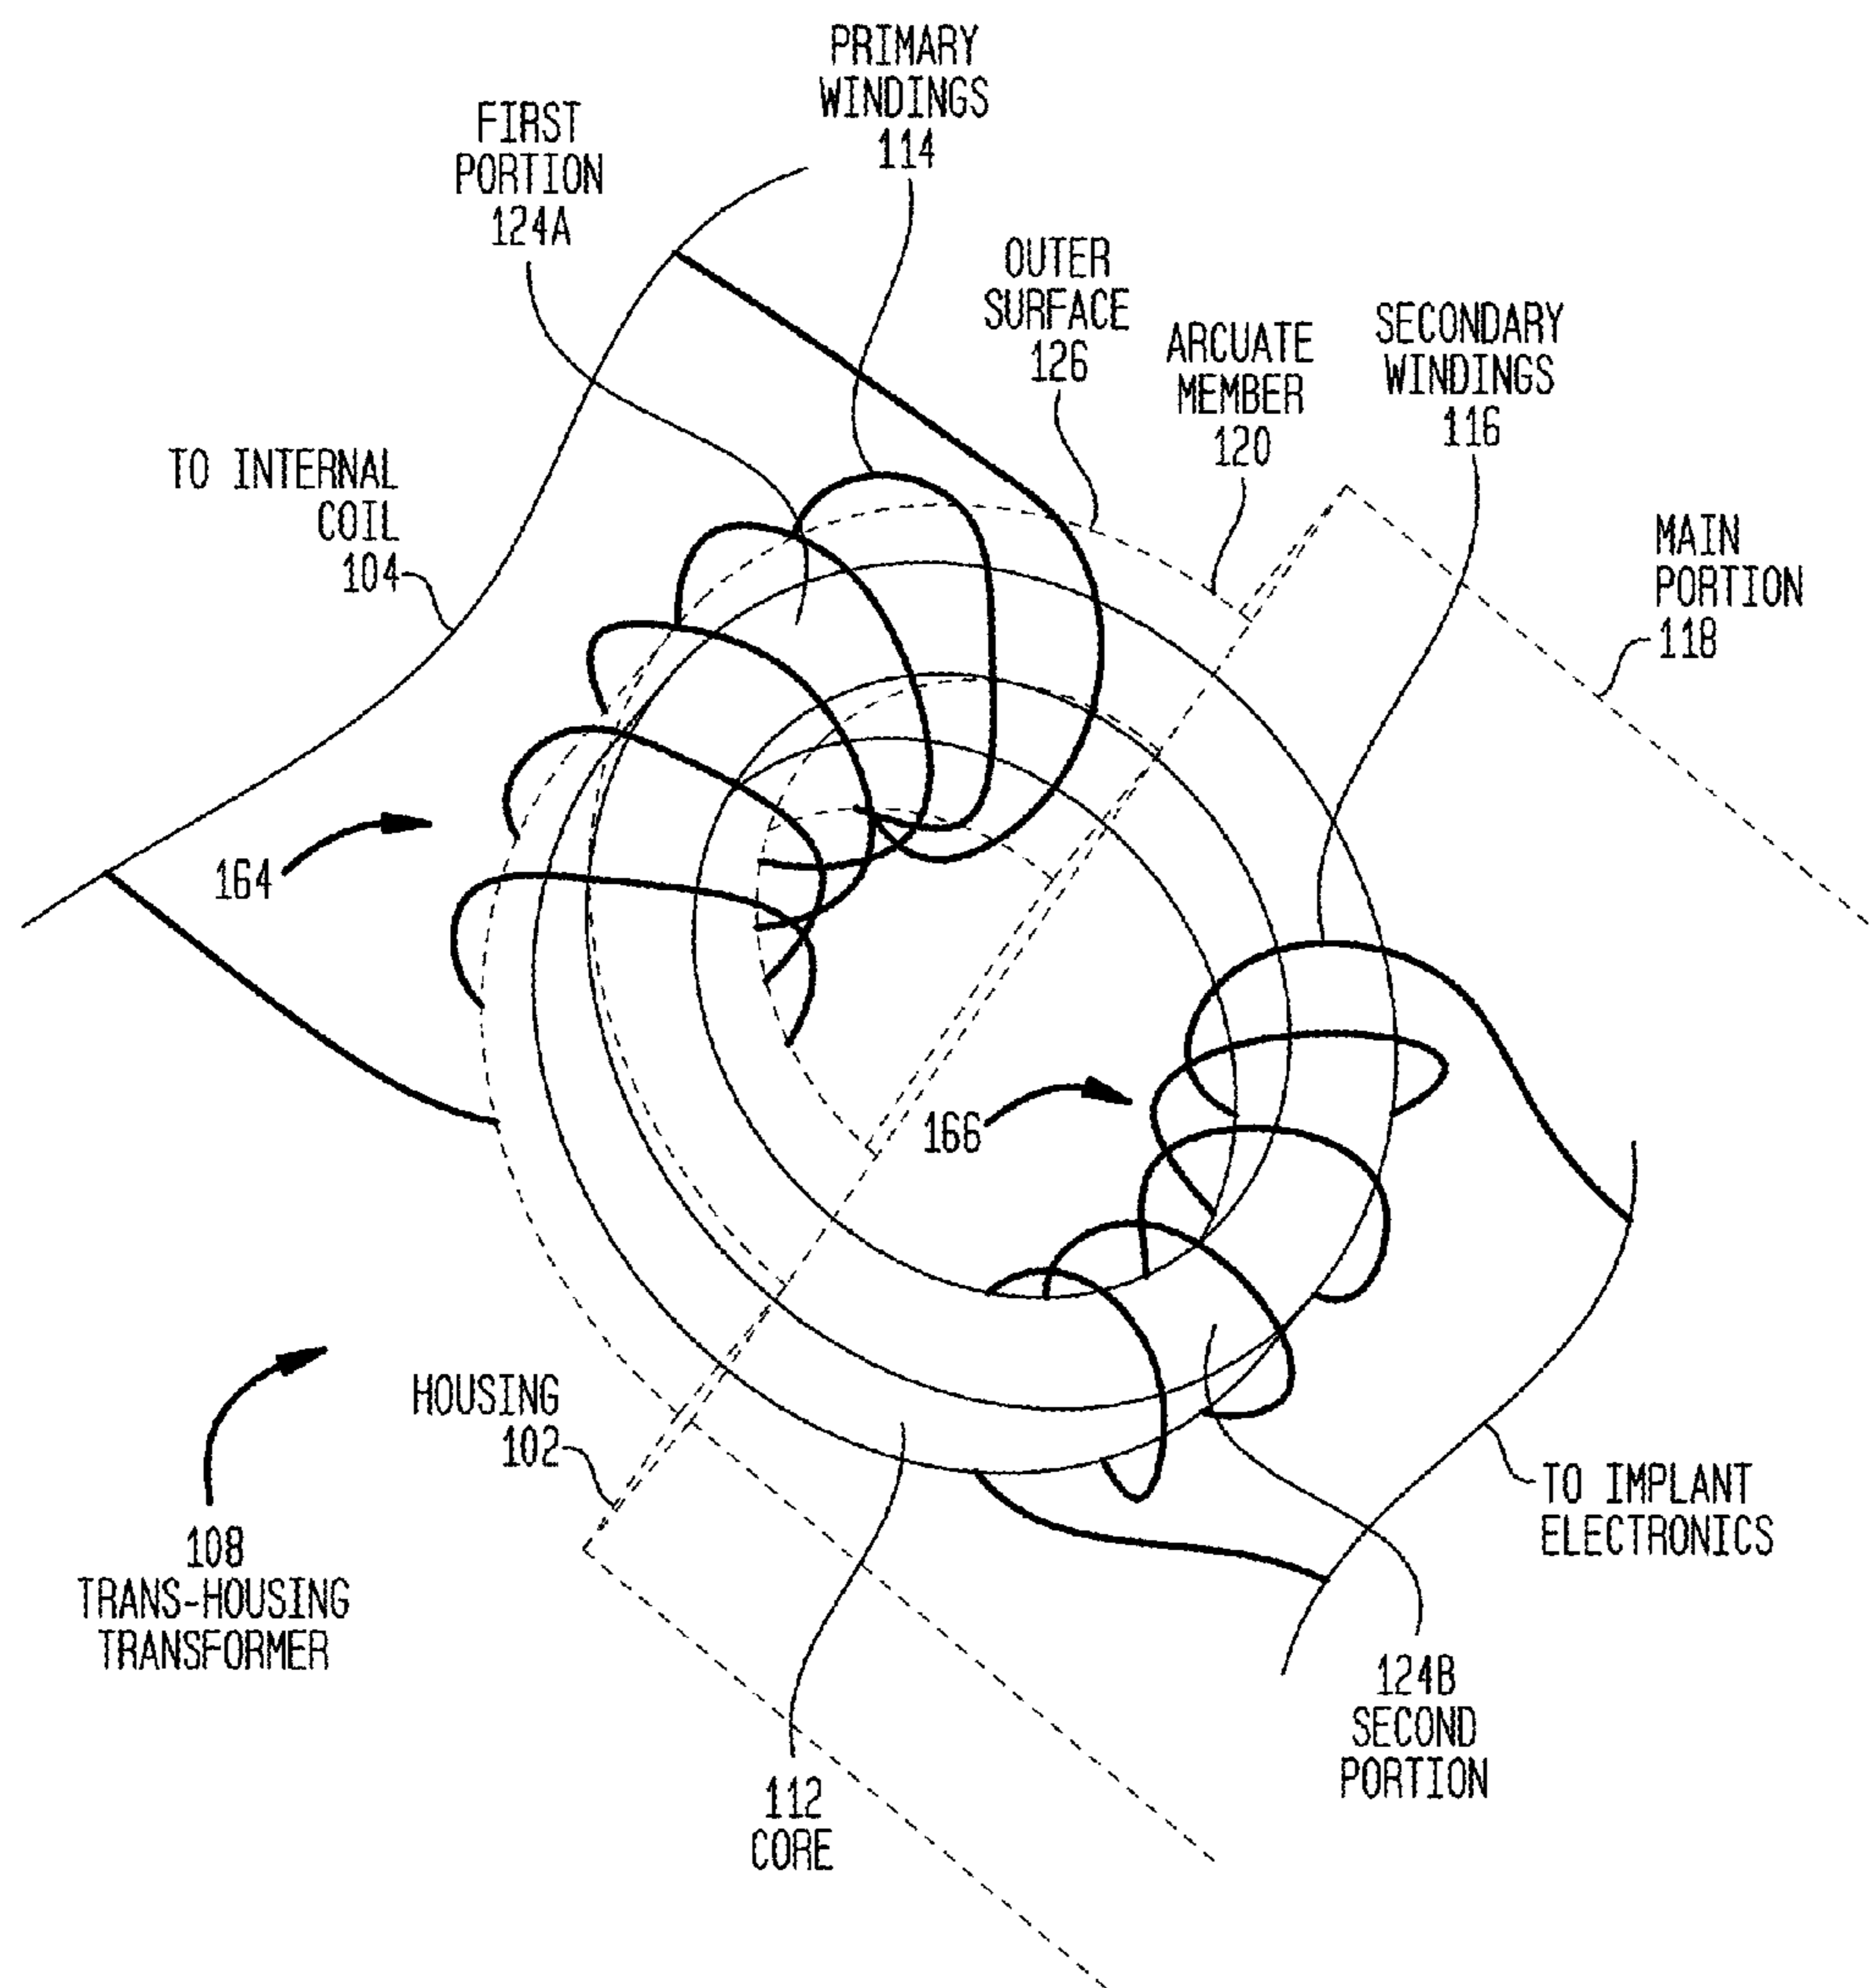 PRIMARY
WINDINGS
114
FIRST
PORTION
124A
OUTER
SURFACE
126
ARCUATE
MEMBER
120
SECONDARY
WINDINGS
116
TO INTERNAL
COIL
104
MAIN
PORTION
118
164
166
HOUSING
102
108
TRANS-HOUSING
TRANSFORMER
TO IMPLANT
ELECTRONICS
124B
SECOND
PORTION
112
CORE